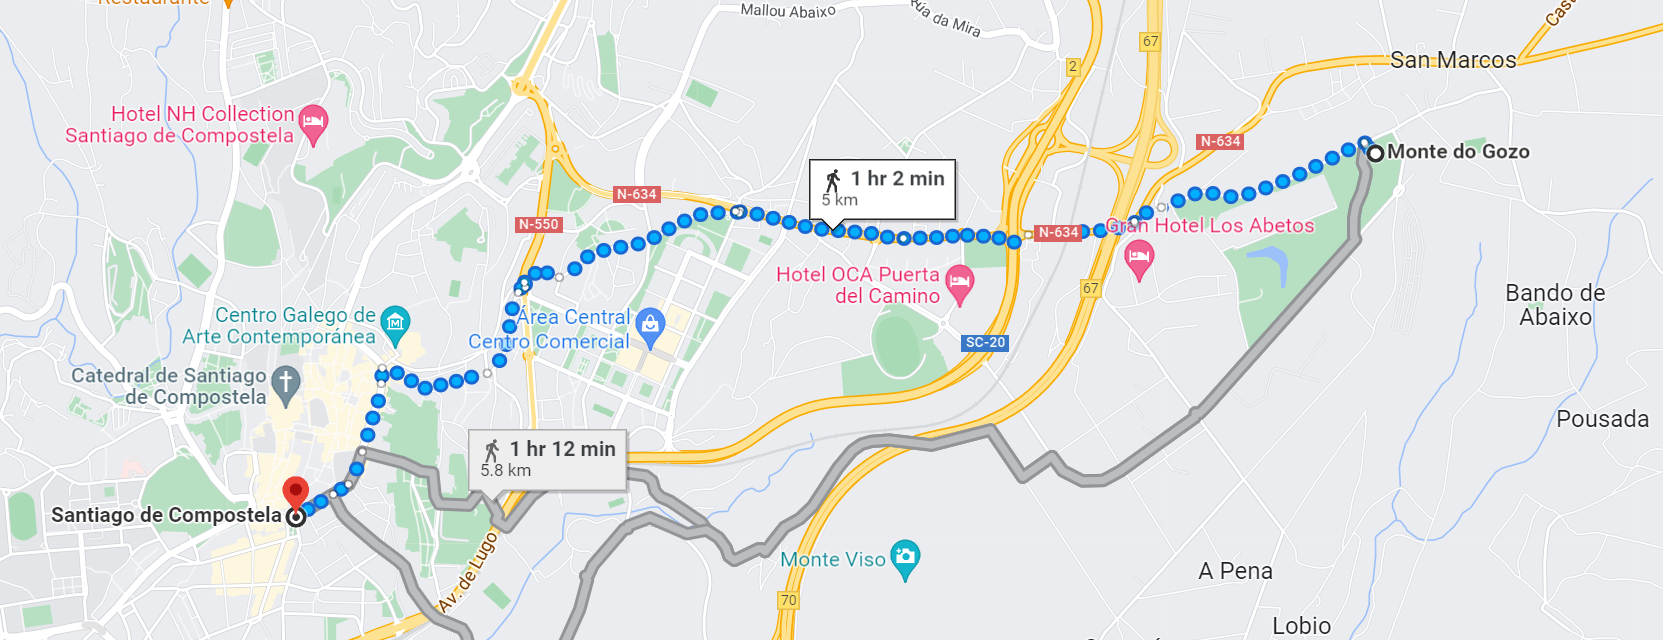 Restaurante
Mallou Abaixo
Rúa da Mira
67
2
San Marcos
Hotel NH Collection
Santiago de Compostela
N-634
Monte do Gozo
1 hr 2 min
5 km
N-634
N-550
N-634
Gran Hotel Los Abetos
Hotel OCA Puerta
del Camino
67
Bando de
Abaixo
Centro Galego de
Arte Contemporánea
Área Central
Centro Comercial
SC-20
Catedral de Santiago
de Compostela
Pousada
1 hr 12 min
5.8 km
Santiago de Compostela
Av. de Lugo
Monte Viso
A Pena
70
Lobio